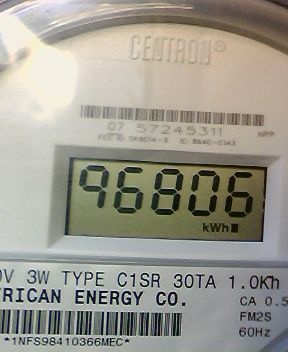 CENTRON®
07 57245311
96806
kWh
0V 3W TYPE C1SR 30TA 1.0Kh
ERICAN ENERGY CO.
CA 0.5
FM2S
60Hz
*1NFS98410366MEC*